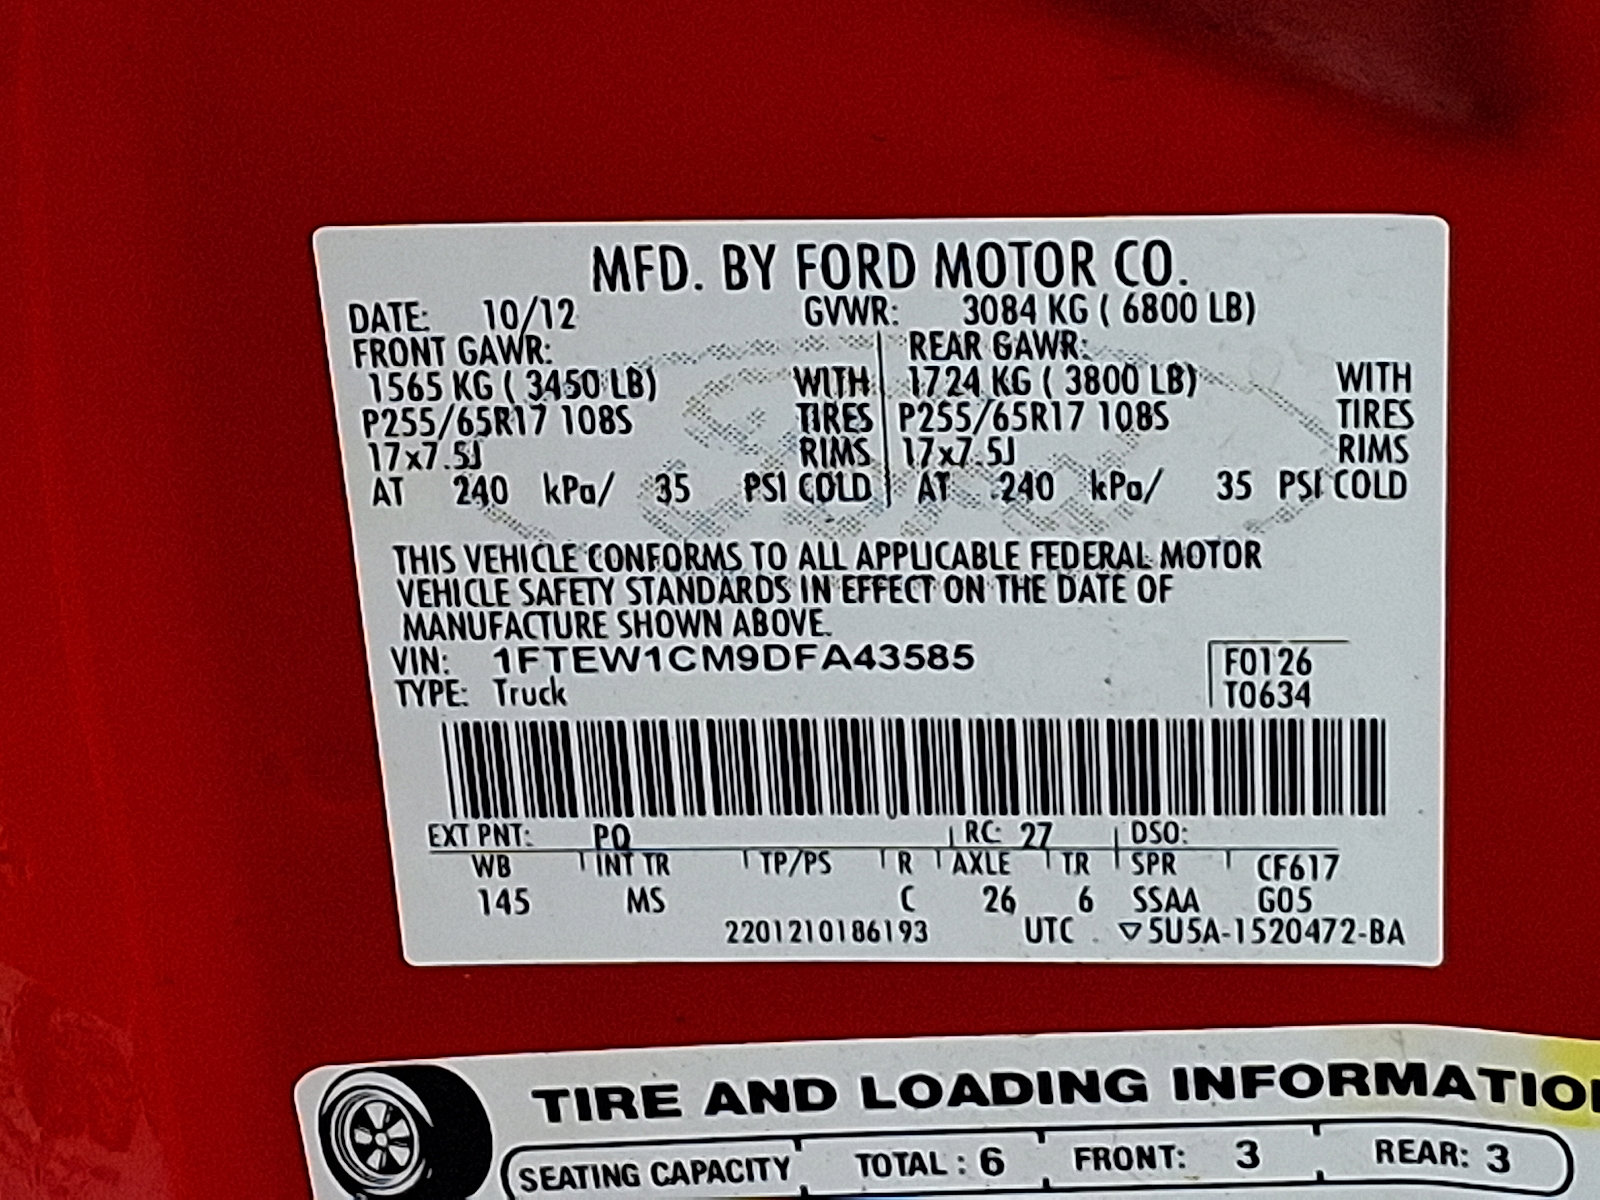 MFD. BY FORD MOTOR CO.
DATE: 10/12 GVWR: 3084 KG ( 6800 LB)
FRONT GAWR: REAR GAWR:
1565 KG ( 3450 LB) WITH 1724 KG ( 3800 LB) WITH
P255/65R17 108S TIRES P255/65R17 108S TIRES
17x7.5J RIMS 17x7.5J RIMS
AT 240 kPa/ 35 PSI COLD AT 240 kPa/ 35 PSI COLD
THIS VEHICLE CONFORMS TO ALL APPLICABLE FEDERAL MOTOR
VEHICLE SAFETY STANDARDS IN EFFECT ON THE DATE OF
MANUFACTURE SHOWN ABOVE.
VIN: 1FTEW1CM9DFA43585 F0126
TYPE: Truck T0634
EXT PNT: PQ RC: 27 DSO:
WB INT TR TP/PS R AXLE TR SPR CF617
145 MS C 26 6 SSAA G05
2201210186193 UTC ▽5U5A-1520472-BA
TIRE AND LOADING INFORMATIO
SEATING CAPACITY TOTAL : 6 FRONT: 3 REAR: 3